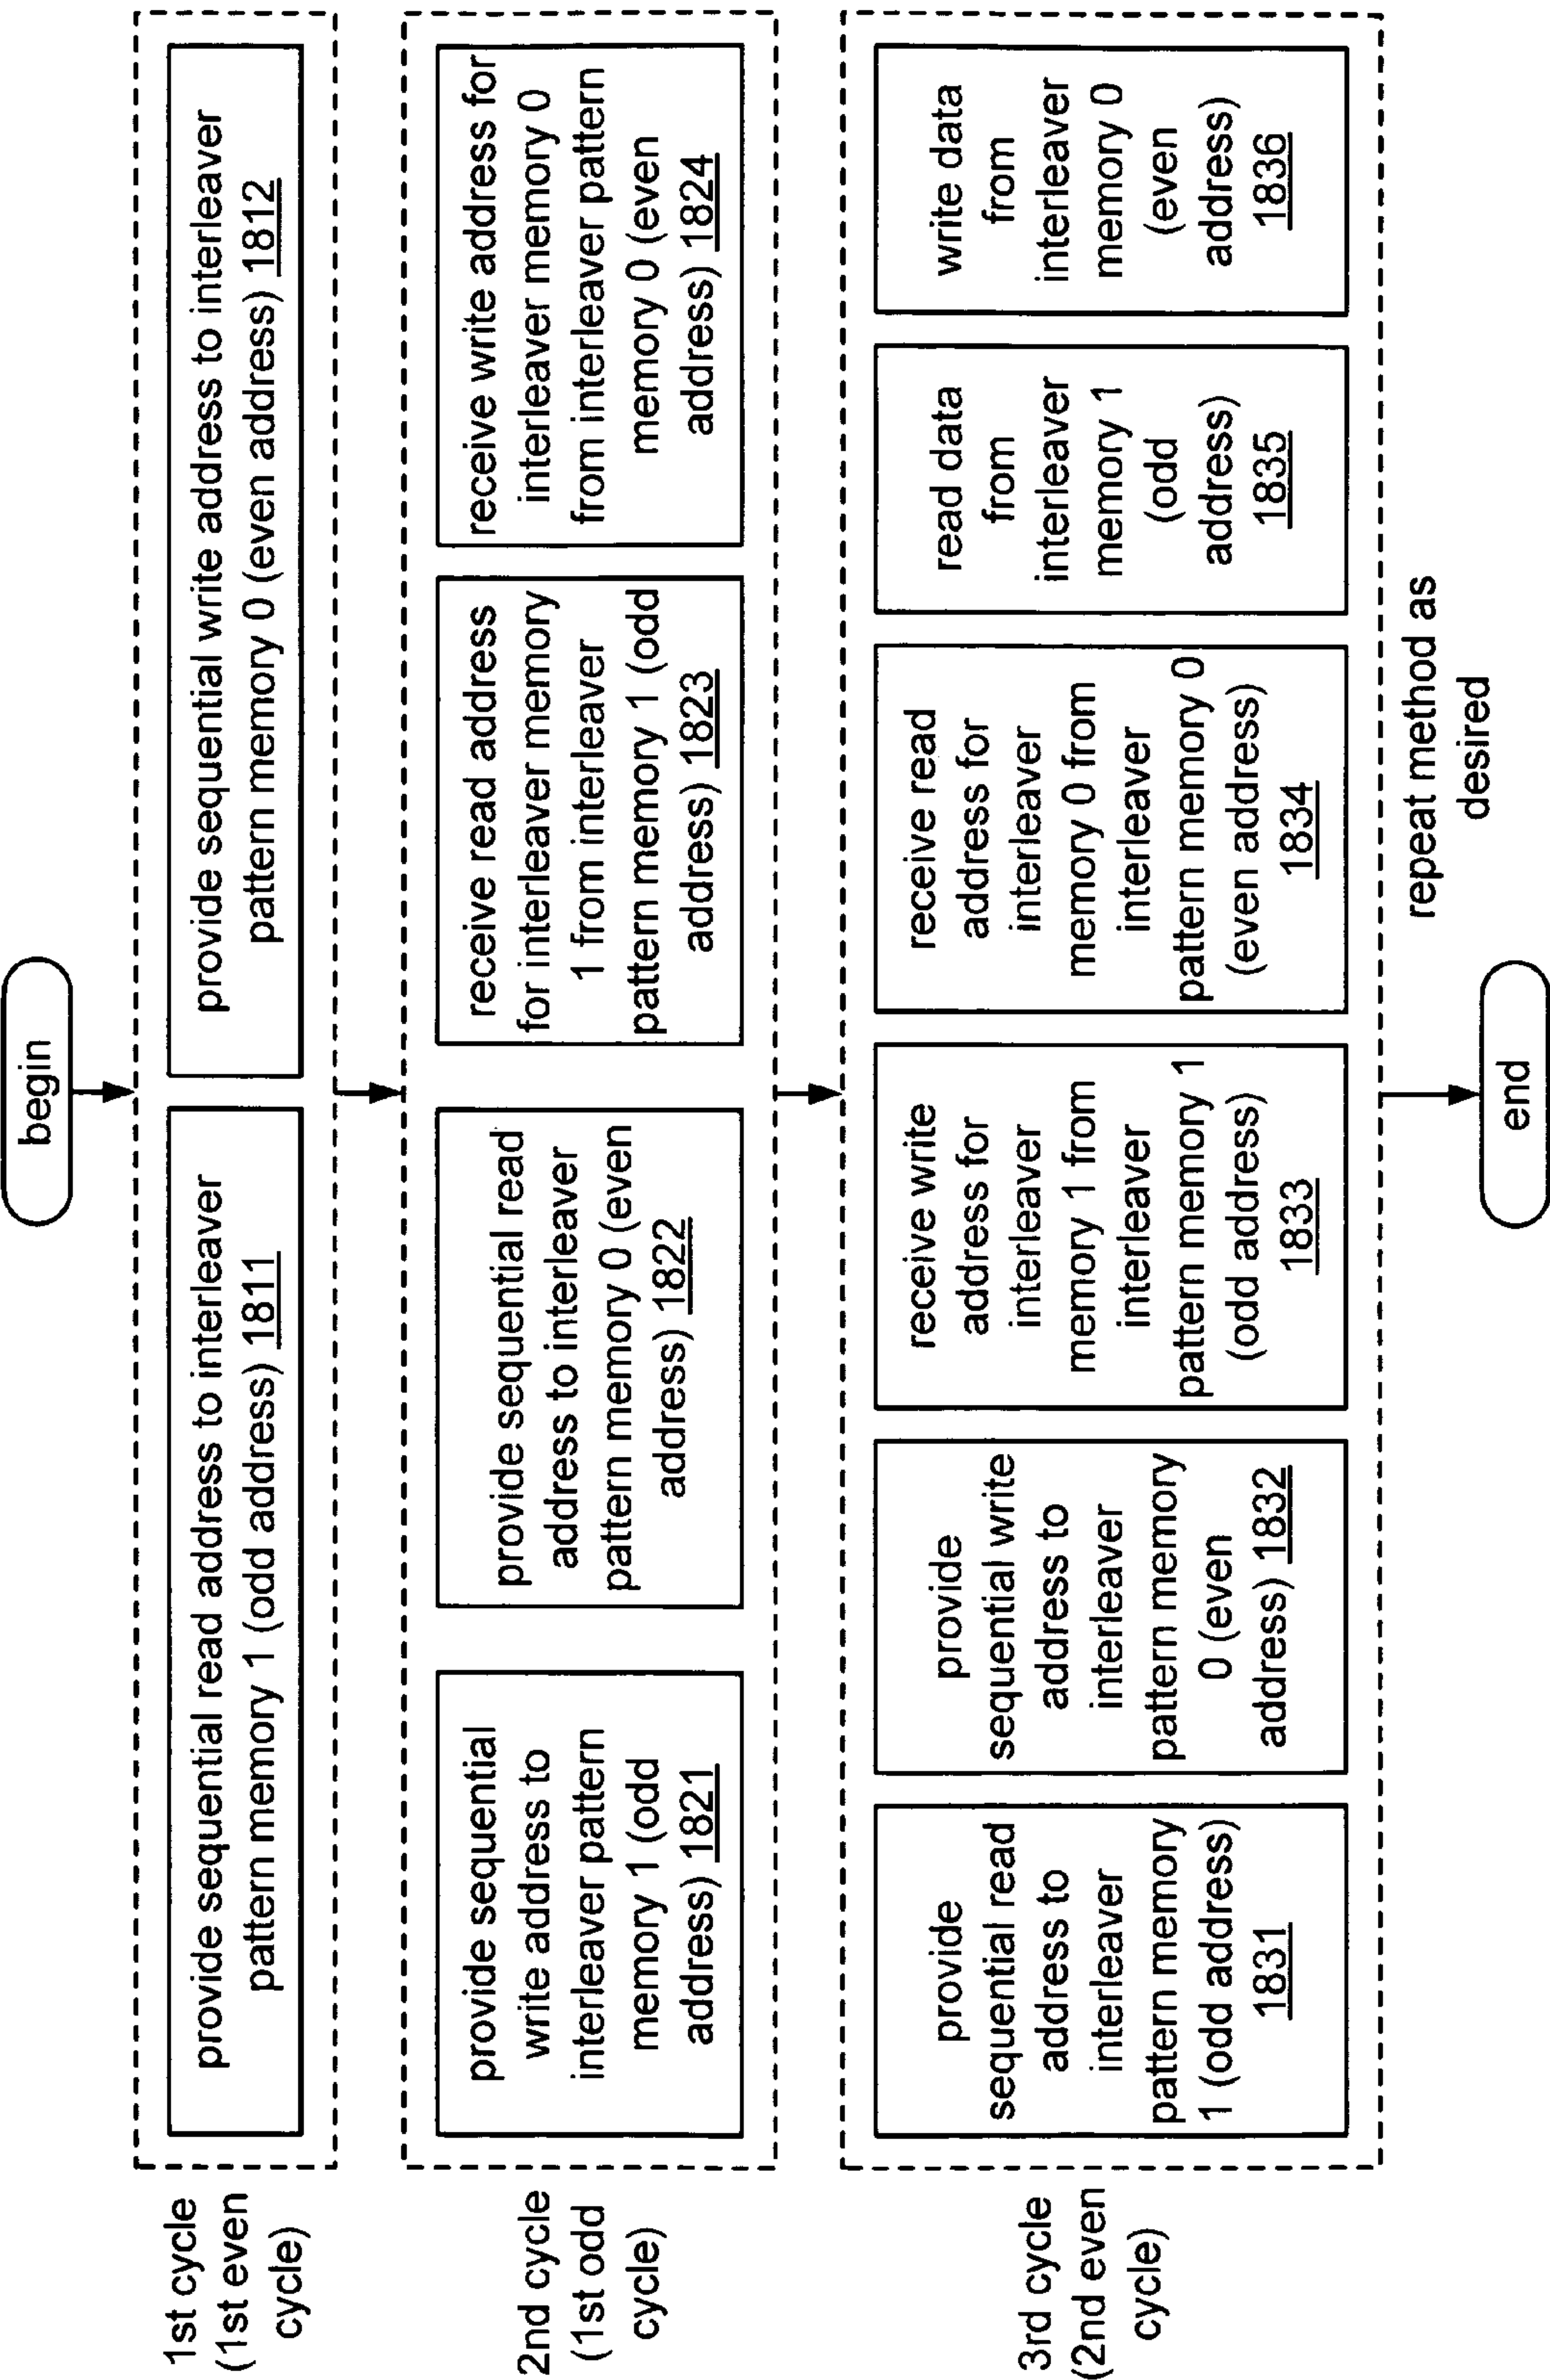 begin
1st cycle
(1st even
cycle)
provide sequential read address to interleaver
pattern memory 1 (odd address) 1811
provide sequential write address to interleaver
pattern memory 0 (even address) 1812
2nd cycle
(1st odd
cycle)
provide sequential
write address to
interleaver pattern
memory 1 (odd
address) 1821
provide sequential read
address to interleaver
pattern memory 0 (even
address) 1822
receive read address
for interleaver memory
1 from interleaver
pattern memory 1 (odd
address) 1823
receive write address for
interleaver memory 0
from interleaver pattern
memory 0 (even
address) 1824
3rd cycle
(2nd even
cycle)
provide
sequential read
address to
interleaver
pattern memory
1 (odd address)
1831
provide
sequential write
address to
interleaver
pattern memory
0 (even
address) 1832
receive write
address for
interleaver
memory 1 from
interleaver
pattern memory 1
(odd address)
1833
receive read
address for
interleaver
memory 0 from
interleaver
pattern memory 0
(even address)
1834
read data
from
interleaver
memory 1
(odd
address)
1835
write data
from
interleaver
memory 0
(even
address)
1836
repeat method as
desired
end